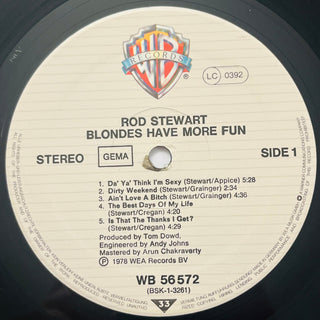 WB
RECORDS
LC 0392
ROD STEWART
BLONDES HAVE MORE FUN
STEREO GEMA SIDE 1
1. Da' Ya' Think I'm Sexy (Stewart/Appice) 5:28
2. Dirty Weekend (Stewart/Grainger) 2:34
3. Ain't Love A Bitch (Stewart/Grainger) 4:36
4. The Best Days Of My Life
(Stewart/Cregan) 4:20
5. Is That The Thanks I Get?
(Stewart/Cregan) 4:29
Produced by Tom Dowd,
Engineered by Andy Johns
Mastered by Arun Chakraverty
℗ 1978 WEA Records BV
WB 56 572
(BSK-1-3261)
33